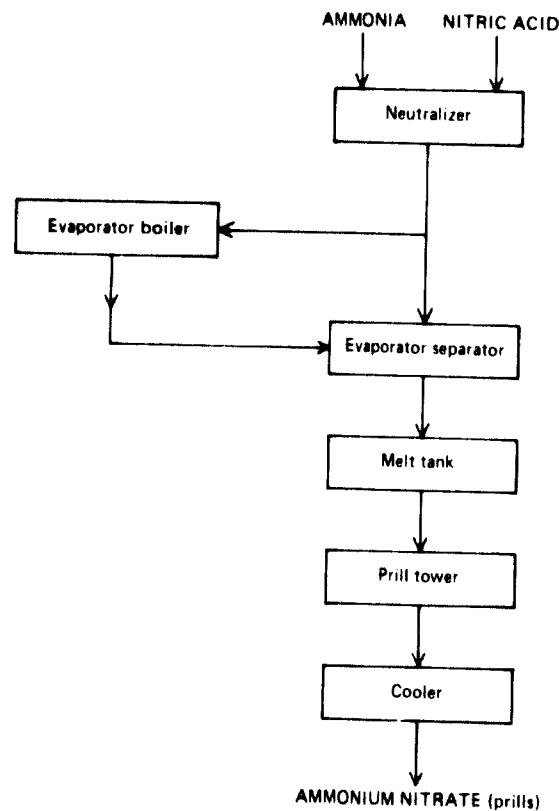 AMMONIA NITRIC ACID
Neutralizer
Evaporator boiler
Evaporator separator
Melt tank
Prill tower
Cooler
AMMONIUM NITRATE (prills)